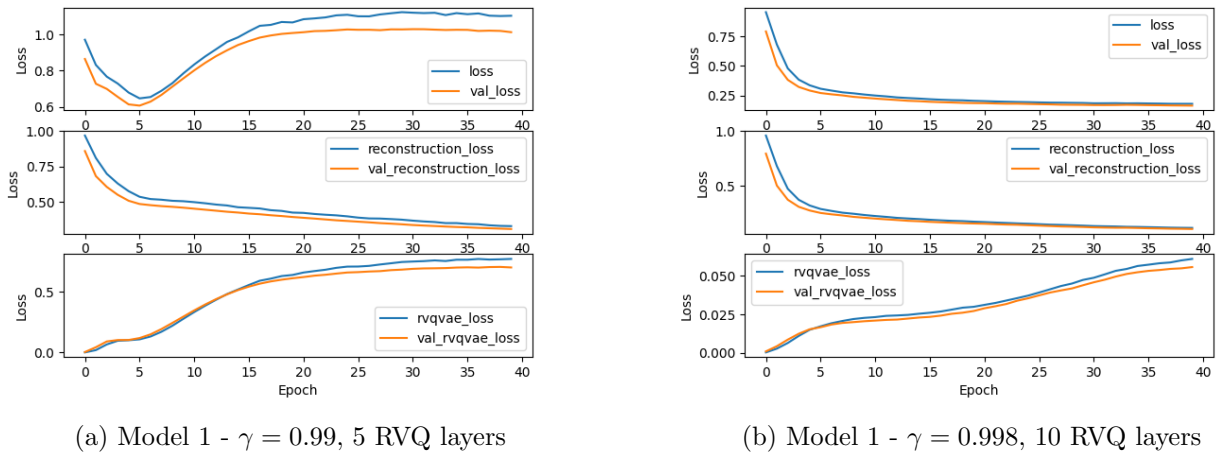 1.0
0.8
0.6
Loss
loss
val_loss
0 5 10 15 20 25 30 35 40
1.00
0.75
0.50
Loss
reconstruction_loss
val_reconstruction_loss
0 5 10 15 20 25 30 35 40
0.5
0.0
Loss
rvqvae_loss
val_rvqvae_loss
0 5 10 15 20 25 30 35 40
Epoch
(a) Model 1 - γ = 0.99, 5 RVQ layers
0.75
0.50
0.25
Loss
loss
val_loss
0 5 10 15 20 25 30 35 40
0.5
Loss
reconstruction_loss
val_reconstruction_loss
0 5 10 15 20 25 30 35 40
0.050
0.025
0.000
Loss
rvqvae_loss
val_rvqvae_loss
0 5 10 15 20 25 30 35 40
Epoch
(b) Model 1 - γ = 0.998, 10 RVQ layers